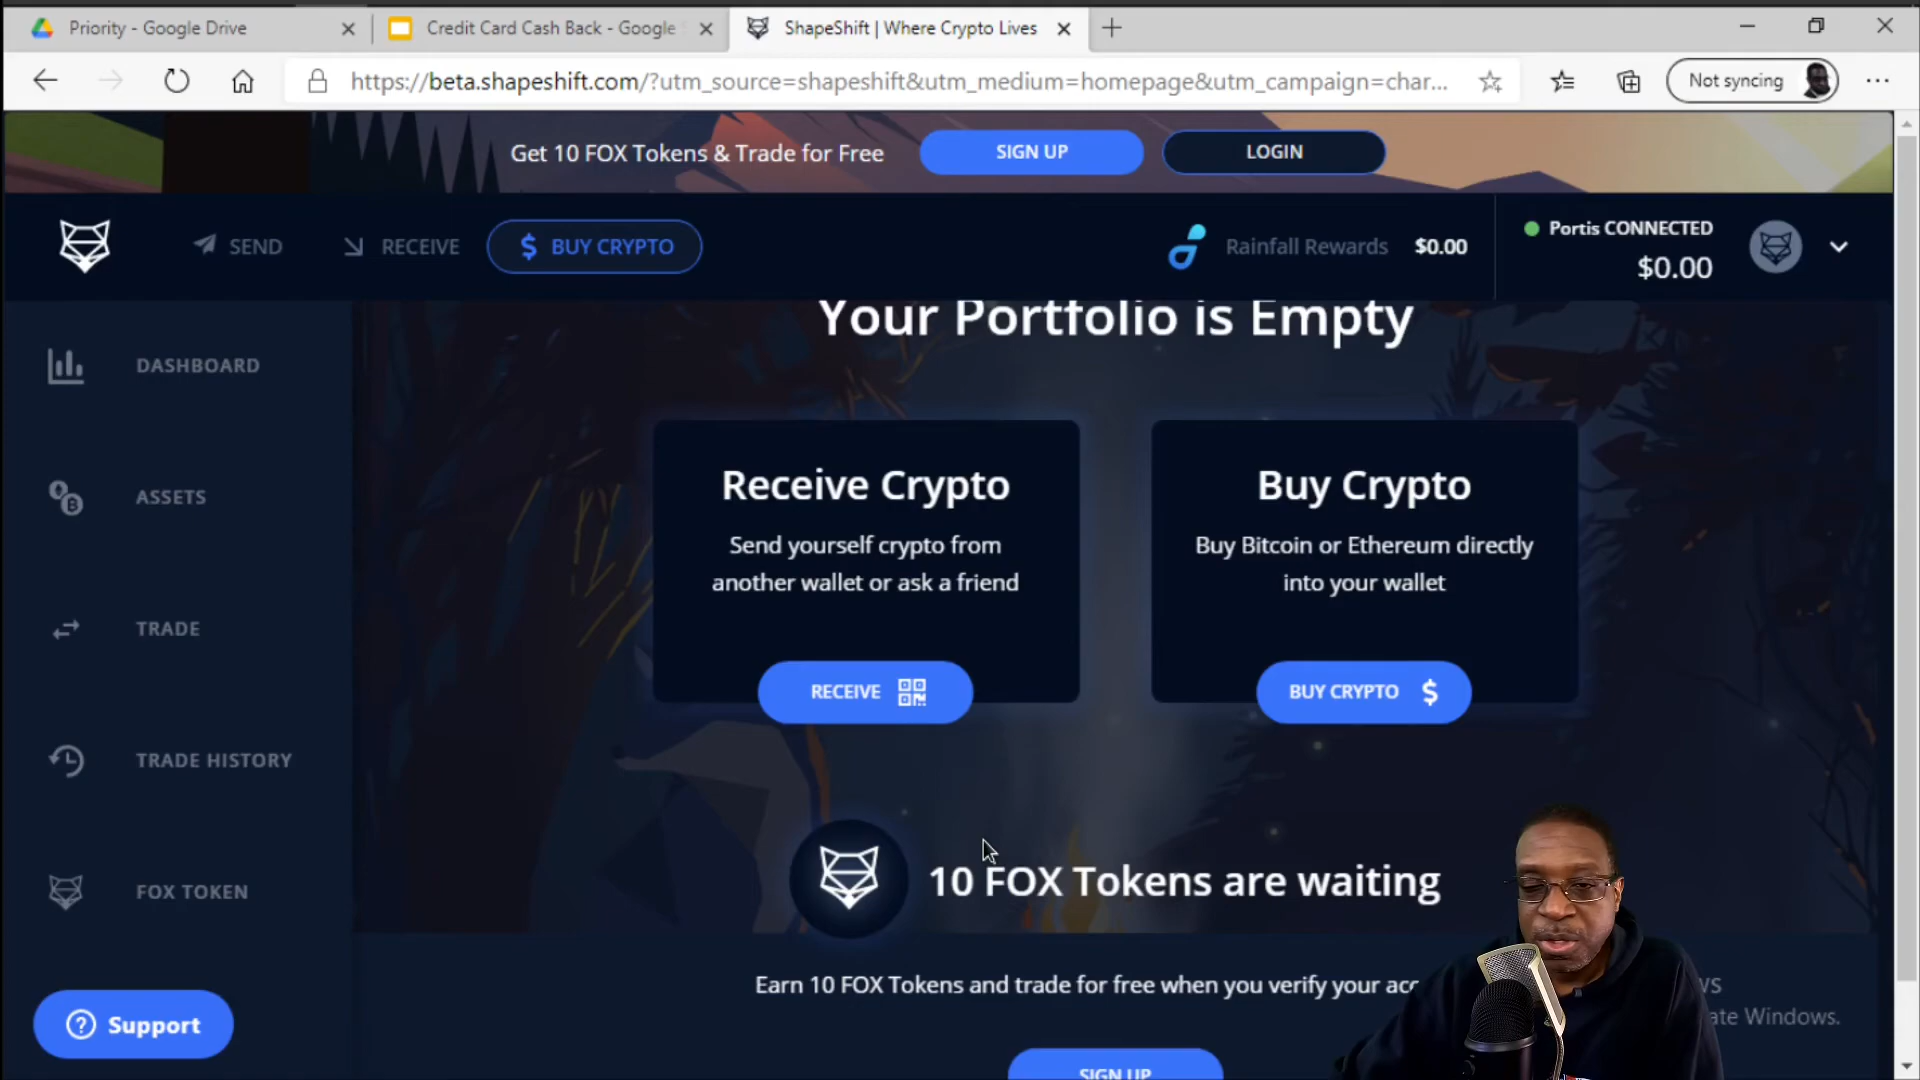 Priority - Google Drive
Credit Card Cash Back - Google
ShapeShift | Where Crypto Lives
https://beta.shapeshift.com/?utm_source=shapeshift&utm_medium=homepage&utm_campaign=char...
Not syncing
Get 10 FOX Tokens & Trade for Free
SIGN UP
LOGIN
SEND
RECEIVE
$ BUY CRYPTO
Rainfall Rewards $0.00
Portis CONNECTED
$0.00
DASHBOARD
ASSETS
TRADE
TRADE HISTORY
FOX TOKEN
? Support
Your Portfolio is Empty
Receive Crypto
Send yourself crypto from
another wallet or ask a friend
RECEIVE
Buy Crypto
Buy Bitcoin or Ethereum directly
into your wallet
BUY CRYPTO $
10 FOX Tokens are waiting
Earn 10 FOX Tokens and trade for free when you verify your acc
SIGN UP
ate Windows.